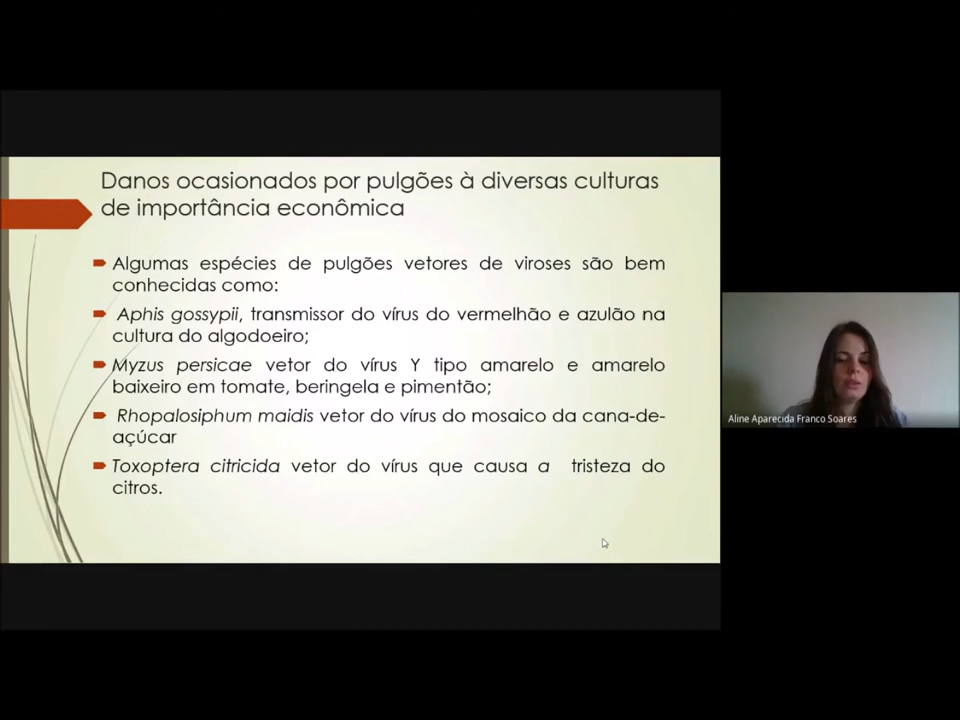 Danos ocasionados por pulgões à diversas culturas
de importância econômica
Algumas espécies de pulgões vetores de viroses são bem
conhecidas como:
Aphis gossypii, transmissor do vírus do vermelhão e azulão na
cultura do algodoeiro;
Myzus persicae vetor do vírus Y tipo amarelo e amarelo
baixeiro em tomate, beringela e pimentão;
Rhopalosiphum maidis vetor do vírus do mosaico da cana-de-
açúcar
Toxoptera citricida vetor do vírus que causa a tristeza do
citros.
Aline Aparecida Franco Soares